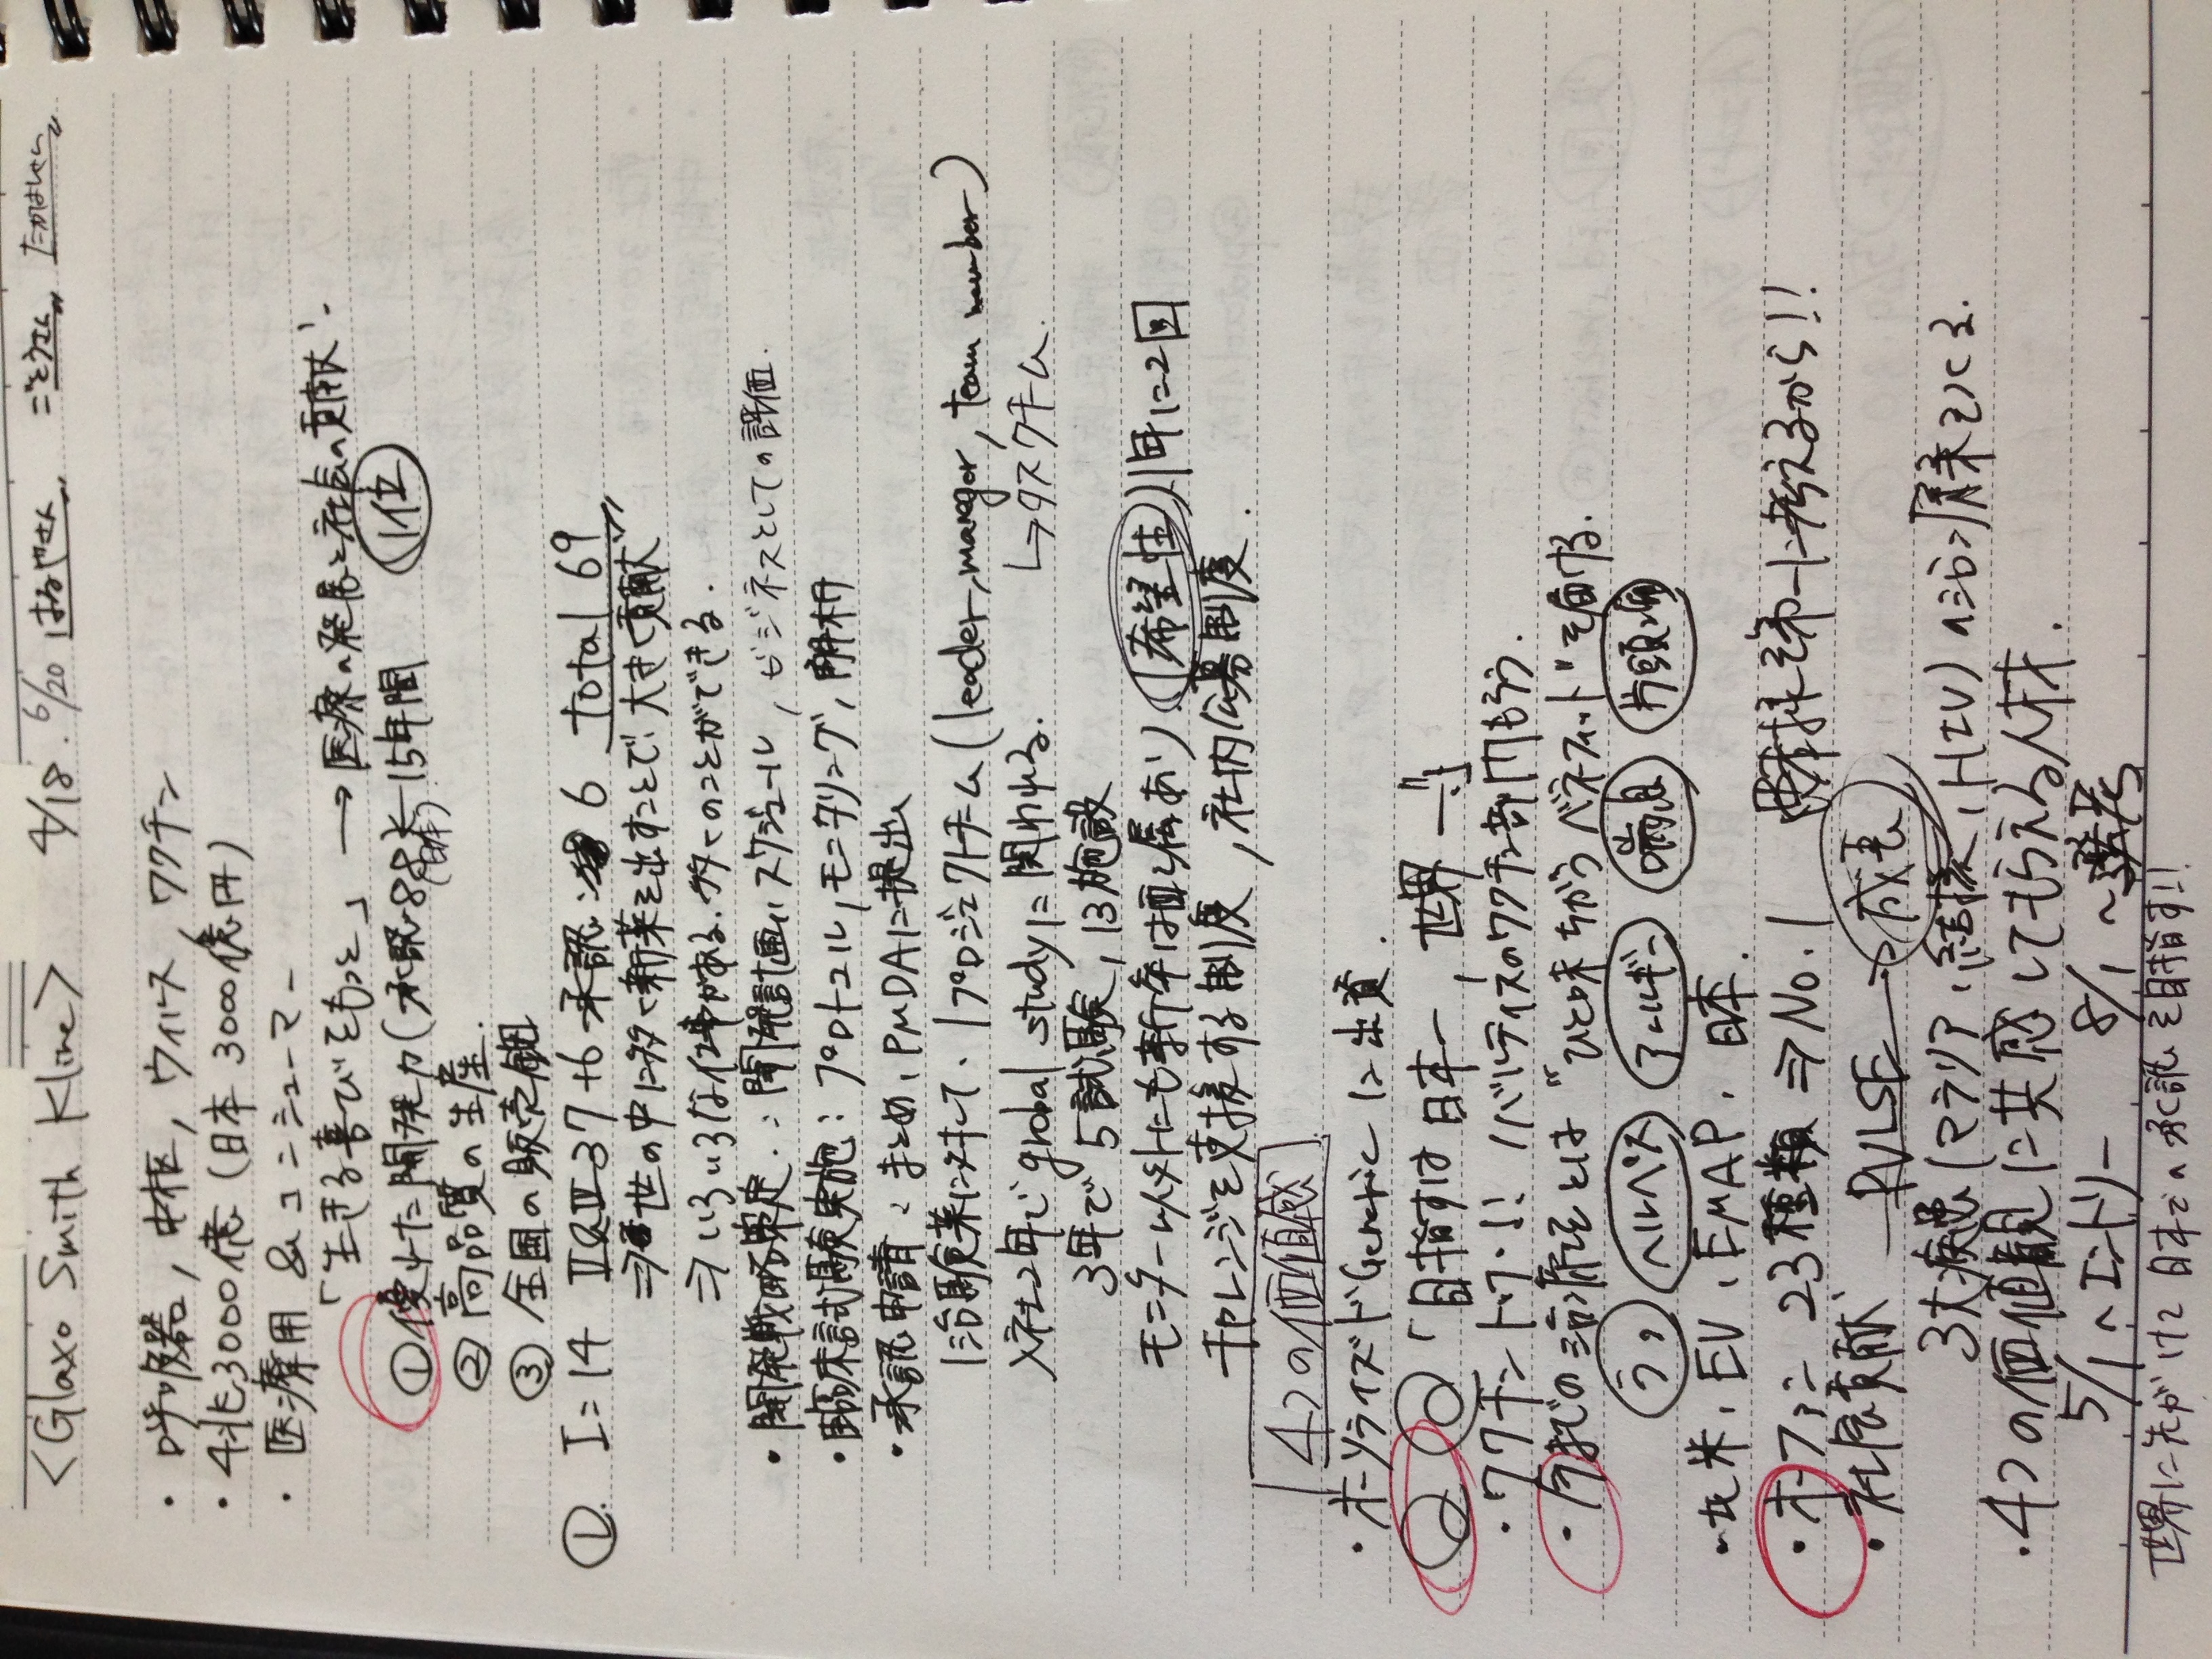 <Glaxo Smith Kline> 4/18. 6/20 はるやさん ごとうさん たかはしさん
・呼吸器, 中枢, ウイルス, ワクチン
・4兆3000億 (日本 3000億円)
・医療用 & コンシューマー
「生きる喜びをもっと」 → 医療の発展と社会の貢献
①優れた開発力(承認88 ← 15年間 1位
(日本)
② 高品質の生産.
③ 全国の販売網
①. I=14 II&III 37+6 承認: 6 total 69
⇒ 世の中に多く新薬を出すことで、大きく貢献
⇒ いろいろな仕事がある. 多くのことができる.
・開発戦略策定.: 開発計画, スケジュール, ビジネスとしての評価.
・臨床試験実施: プロトコル, モニタリング, 解析
・承認申請: まとめ, PMDAに提出
1治験薬に対して, 1プロジェクトチーム (leader, manegor, team number)
入社2年で global studyに関われる. ↳タスクチーム.
3年で 5試験, 13施設
モニター以外にも新卒は配属あり (希望性) 1年に2回
チャレンジを支援する制度, 社内公募制度.
4つの価値感
・オーソライズドGenericに出資.
「目指すは 日本一, 世界一!!」
・ワクチントップ!! ノバルティスのワクチン部門もらう.
・今までの治療とは "ひと味ちがうベネフィット" を届ける.
ヘルペス アレルギー 喘息 片頭痛
・北米, EU, EMAP, 日本.
・オーファン 23種類 ⇒ No.1 患者様を第一に考えるから!!
・社会貢献 PULSE → 成長
3大疾患 (マラリア, 結核, HIV) の治療薬をつくる.
・4つの価値観に共感してもらえる人材.
5/1〜エントリー 8/1〜選考
世界に先がけて日本での承認を目指す!!